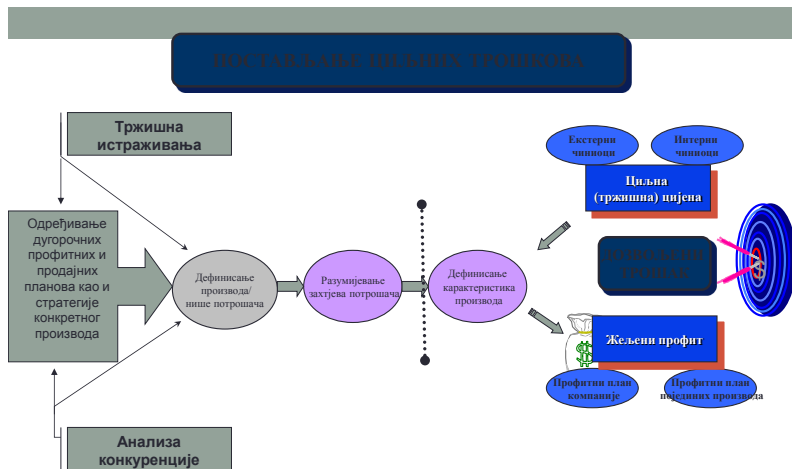 ПОСТАВЉАЊЕ ЦИЉНИХ ТРОШКОВА
Тржишна
истраживања
Одређивање
дугорочних
профитних и
продајних
планова као и
стратегије
конкретног
производа
Анализа
конкуренције
Дефинисање
производа/
нише потрошача
Разумијевање
захтјева потрошача
Дефинисање
карактеристика
производа
Екстерни
чиниоци
Интерни
чиниоци
Циљна
(тржишна) цијена
ТРОШАК
Жељени профит
Профитни план
компаније
Профитни план
појединих производа